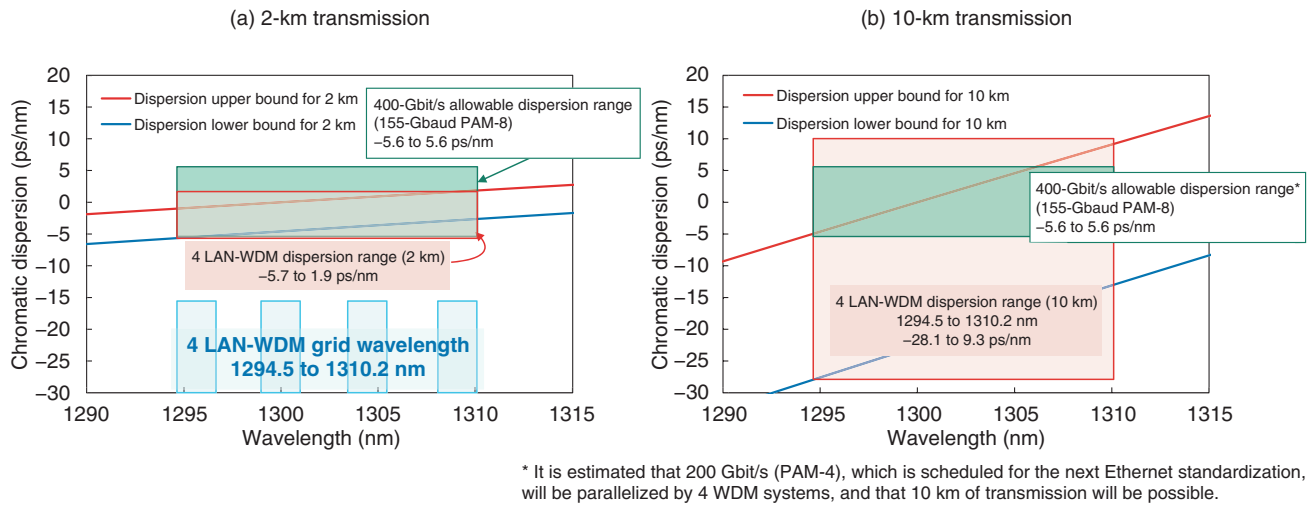 (a) 2-km transmission
20
15
10
5
0
−5
−10
−15
−20
−25
−30
Chromatic dispersion (ps/nm)
Dispersion upper bound for 2 km
Dispersion lower bound for 2 km
400-Gbit/s allowable dispersion range
(155-Gbaud PAM-8)
−5.6 to 5.6 ps/nm
4 LAN-WDM dispersion range (2 km)
−5.7 to 1.9 ps/nm
4 LAN-WDM grid wavelength
1294.5 to 1310.2 nm
1290
1295
1300
1305
1310
1315
Wavelength (nm)
(b) 10-km transmission
20
15
10
5
0
−5
−10
−15
−20
−25
−30
Chromatic dispersion (ps/nm)
Dispersion upper bound for 10 km
Dispersion lower bound for 10 km
400-Gbit/s allowable dispersion range*
(155-Gbaud PAM-8)
−5.6 to 5.6 ps/nm
4 LAN-WDM dispersion range (10 km)
1294.5 to 1310.2 nm
−28.1 to 9.3 ps/nm
1290
1295
1300
1305
1310
1315
Wavelength (nm)
* It is estimated that 200 Gbit/s (PAM-4), which is scheduled for the next Ethernet standardization,
will be parallelized by 4 WDM systems, and that 10 km of transmission will be possible.